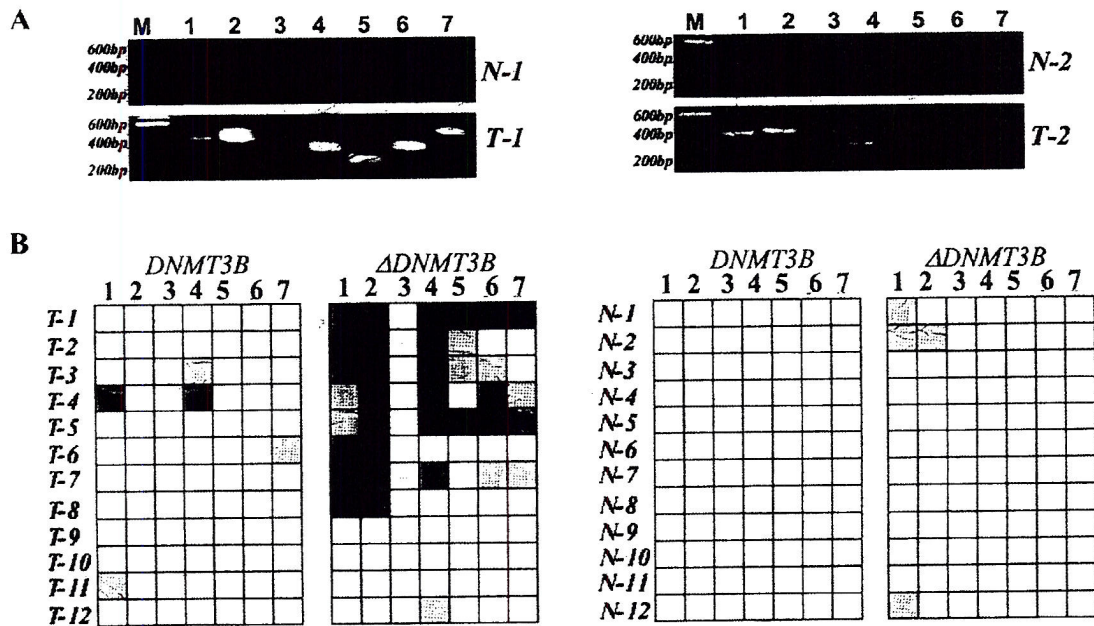 A
M 1 2 3 4 5 6 7
600bp
400bp
200bp
N-1
600bp
400bp
200bp
T-1
M 1 2 3 4 5 6 7
600bp
400bp
200bp
N-2
600bp
400bp
200bp
T-2
B
DNMT3B
1 2 3 4 5 6 7
ΔDNMT3B
1 2 3 4 5 6 7
T-1
T-2
T-3
T-4
T-5
T-6
T-7
T-8
T-9
T-10
T-11
T-12
DNMT3B
1 2 3 4 5 6 7
ΔDNMT3B
1 2 3 4 5 6 7
N-1
N-2
N-3
N-4
N-5
N-6
N-7
N-8
N-9
N-10
N-11
N-12